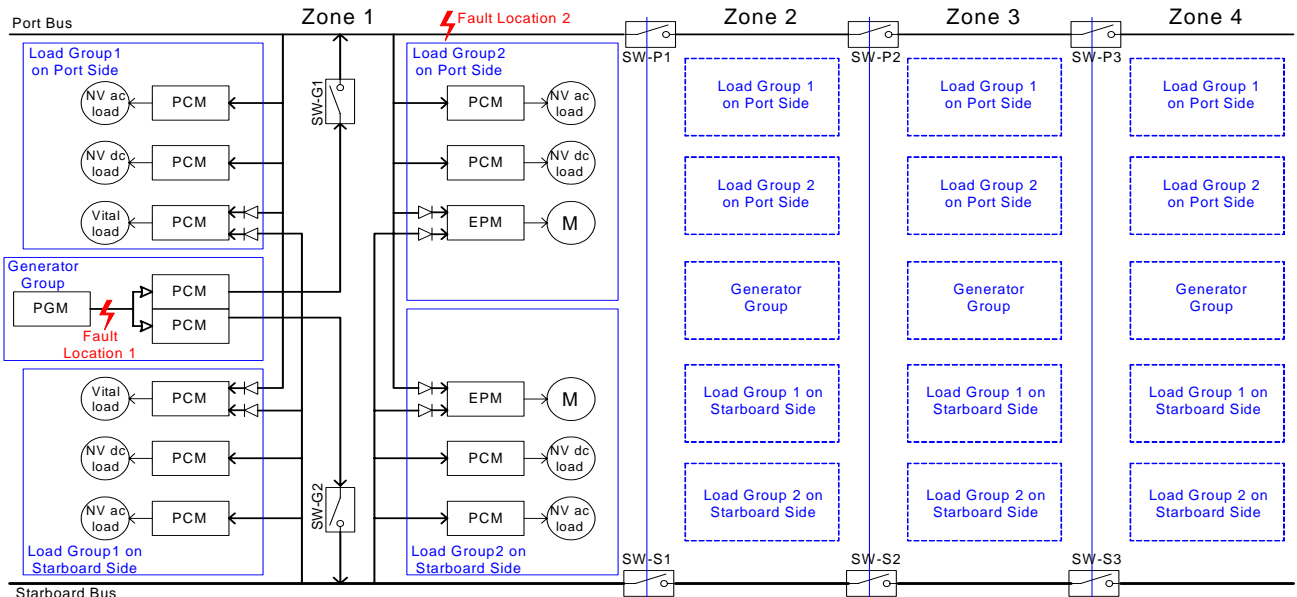 Port Bus
Zone 1
Fault Location 2
Zone 2
Zone 3
Zone 4
SW-P1
SW-P2
SW-P3
Load Group1
on Port Side
NV ac
load
PCM
NV dc
load
PCM
Vital
load
PCM
SW-G1
Load Group2
on Port Side
PCM
NV ac
load
PCM
NV dc
load
EPM
M
Generator
Group
PGM
PCM
PCM
Fault
Location 1
Vital
load
PCM
NV dc
load
PCM
NV ac
load
PCM
Load Group1 on
Starboard Side
SW-G2
EPM
M
PCM
NV dc
load
PCM
NV ac
load
Load Group2 on
Starboard Side
Load Group 1
on Port Side
Load Group 2
on Port Side
Generator
Group
Load Group 1 on
Starboard Side
Load Group 2 on
Starboard Side
Load Group 1
on Port Side
Load Group 2
on Port Side
Generator
Group
Load Group 1 on
Starboard Side
Load Group 2 on
Starboard Side
Load Group 1
on Port Side
Load Group 2
on Port Side
Generator
Group
Load Group 1 on
Starboard Side
Load Group 2 on
Starboard Side
SW-S1
SW-S2
SW-S3
Starboard Bus